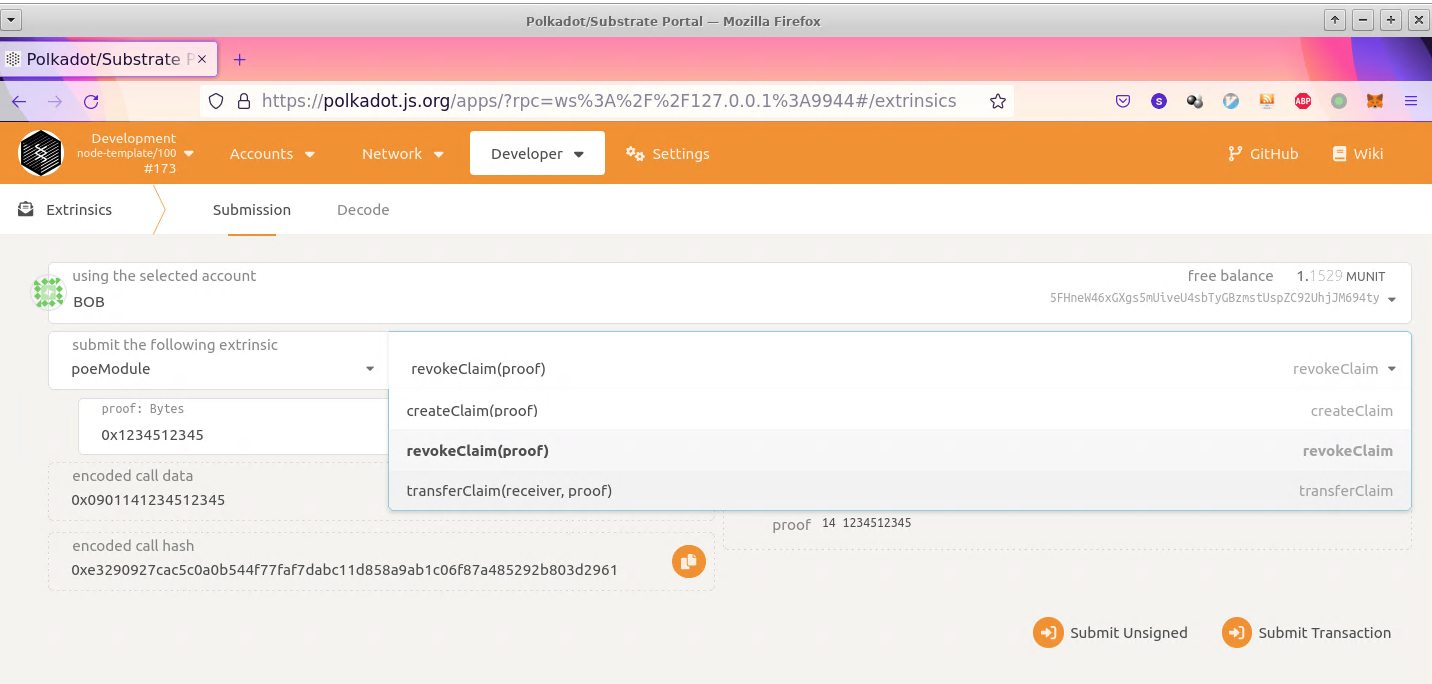 Polkadot/Substrate Portal — Mozilla Firefox
Polkadot/Substrate P
https://polkadot.js.org/apps/?rpc=ws%3A%2F%2F127.0.0.1%3A9944#/extrinsics
S
ABP
Development
node-template/100
#173
Accounts
Network
Developer
Settings
GitHub
Wiki
Extrinsics
Submission
Decode
using the selected account
BOB
free balance 1.1529 MUNIT
5FHneW46xGXgs5mUiveU4sbTyGBzmstUspZC92UhjJM694ty
submit the following extrinsic
poeModule
revokeClaim(proof) revokeClaim
createClaim(proof) createClaim
revokeClaim(proof) revokeClaim
transferClaim(receiver, proof) transferClaim
proof: Bytes
0x1234512345
encoded call data
0x0901141234512345
proof 14 1234512345
encoded call hash
0xe3290927cac5c0a0b544f77faf7dabc11d858a9ab1c06f87a485292b803d2961
Submit Unsigned
Submit Transaction